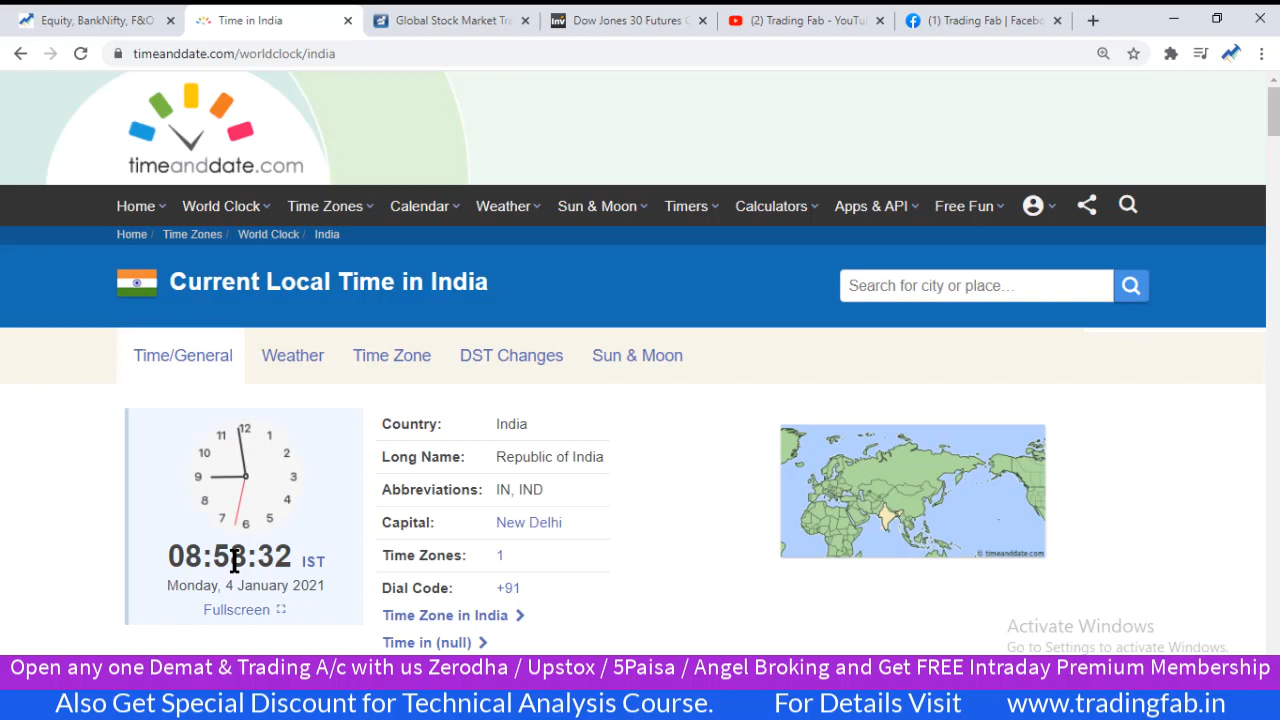 Equity, BankNifty, F&O
Time in India
Global Stock Market Tra
Dow Jones 30 Futures
(2) Trading Fab - YouTu
(1) Trading Fab | Facebo
timeanddate.com/worldclock/india
timeanddate.com
Home World Clock Time Zones Calendar Weather Sun & Moon Timers Calculators Apps & API Free Fun
Home / Time Zones / World Clock / India
Current Local Time in India
Search for city or place...
Time/General Weather Time Zone DST Changes Sun & Moon
12 1 2 3 4 5 6 7 8 9 10 11
08:58:32 IST
Monday, 4 January 2021
Fullscreen
Country: India
Long Name: Republic of India
Abbreviations: IN, IND
Capital: New Delhi
Time Zones: 1
Dial Code: +91
Time Zone in India
Time in (null)
© timeanddate.com
Activate Windows
Go to Settings to activate Windows.
Open any one Demat & Trading A/c with us Zerodha / Upstox / 5Paisa / Angel Broking and Get FREE Intraday Premium Membership
Also Get Special Discount for Technical Analysis Course. For Details Visit www.tradingfab.in